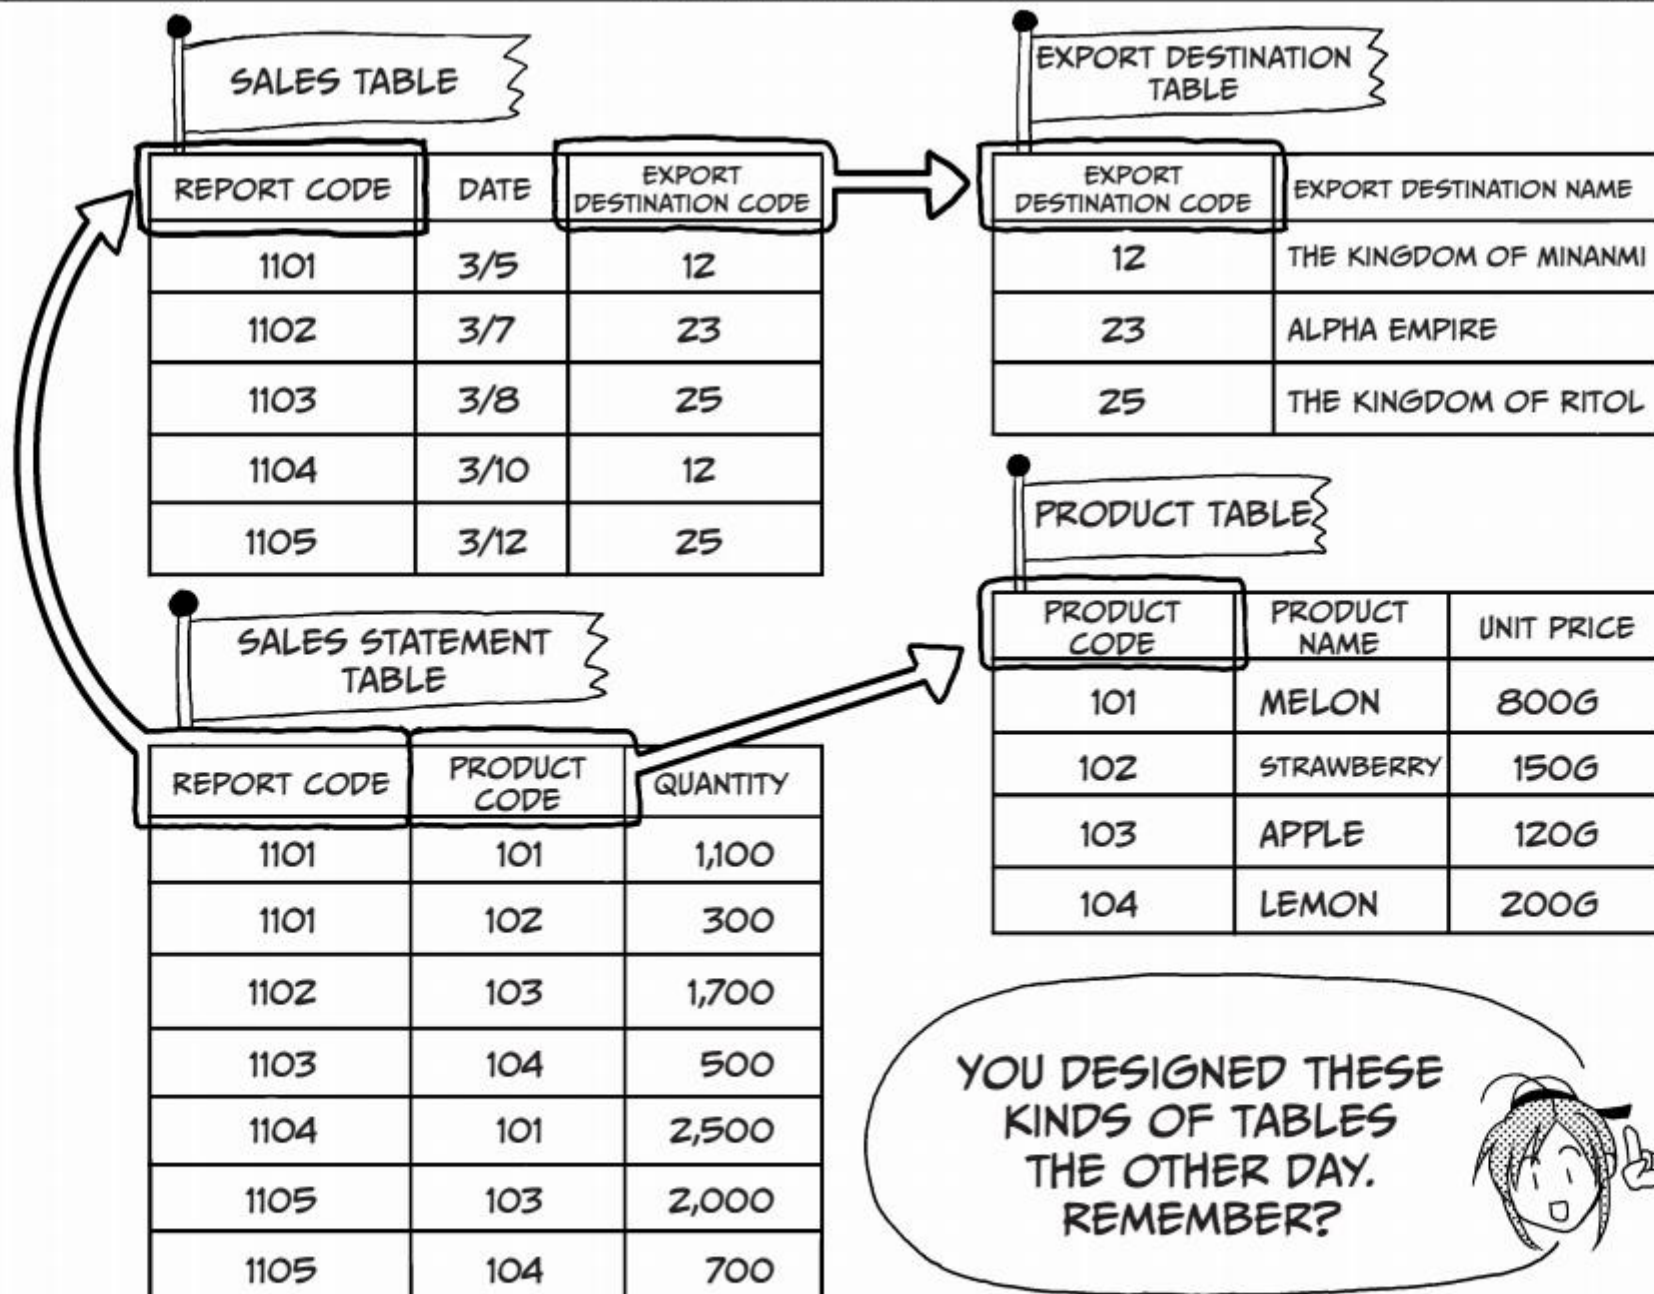 SALES TABLE
REPORT CODE DATE EXPORT DESTINATION CODE
1101 3/5 12
1102 3/7 23
1103 3/8 25
1104 3/10 12
1105 3/12 25
EXPORT DESTINATION
TABLE
EXPORT DESTINATION CODE EXPORT DESTINATION NAME
12 THE KINGDOM OF MINANMI
23 ALPHA EMPIRE
25 THE KINGDOM OF RITOL
SALES STATEMENT
TABLE
REPORT CODE PRODUCT CODE QUANTITY
1101 101 1,100
1101 102 300
1102 103 1,700
1103 104 500
1104 101 2,500
1105 103 2,000
1105 104 700
PRODUCT TABLE
PRODUCT CODE PRODUCT NAME UNIT PRICE
101 MELON 800G
102 STRAWBERRY 150G
103 APPLE 120G
104 LEMON 200G
YOU DESIGNED THESE
KINDS OF TABLES
THE OTHER DAY.
REMEMBER?